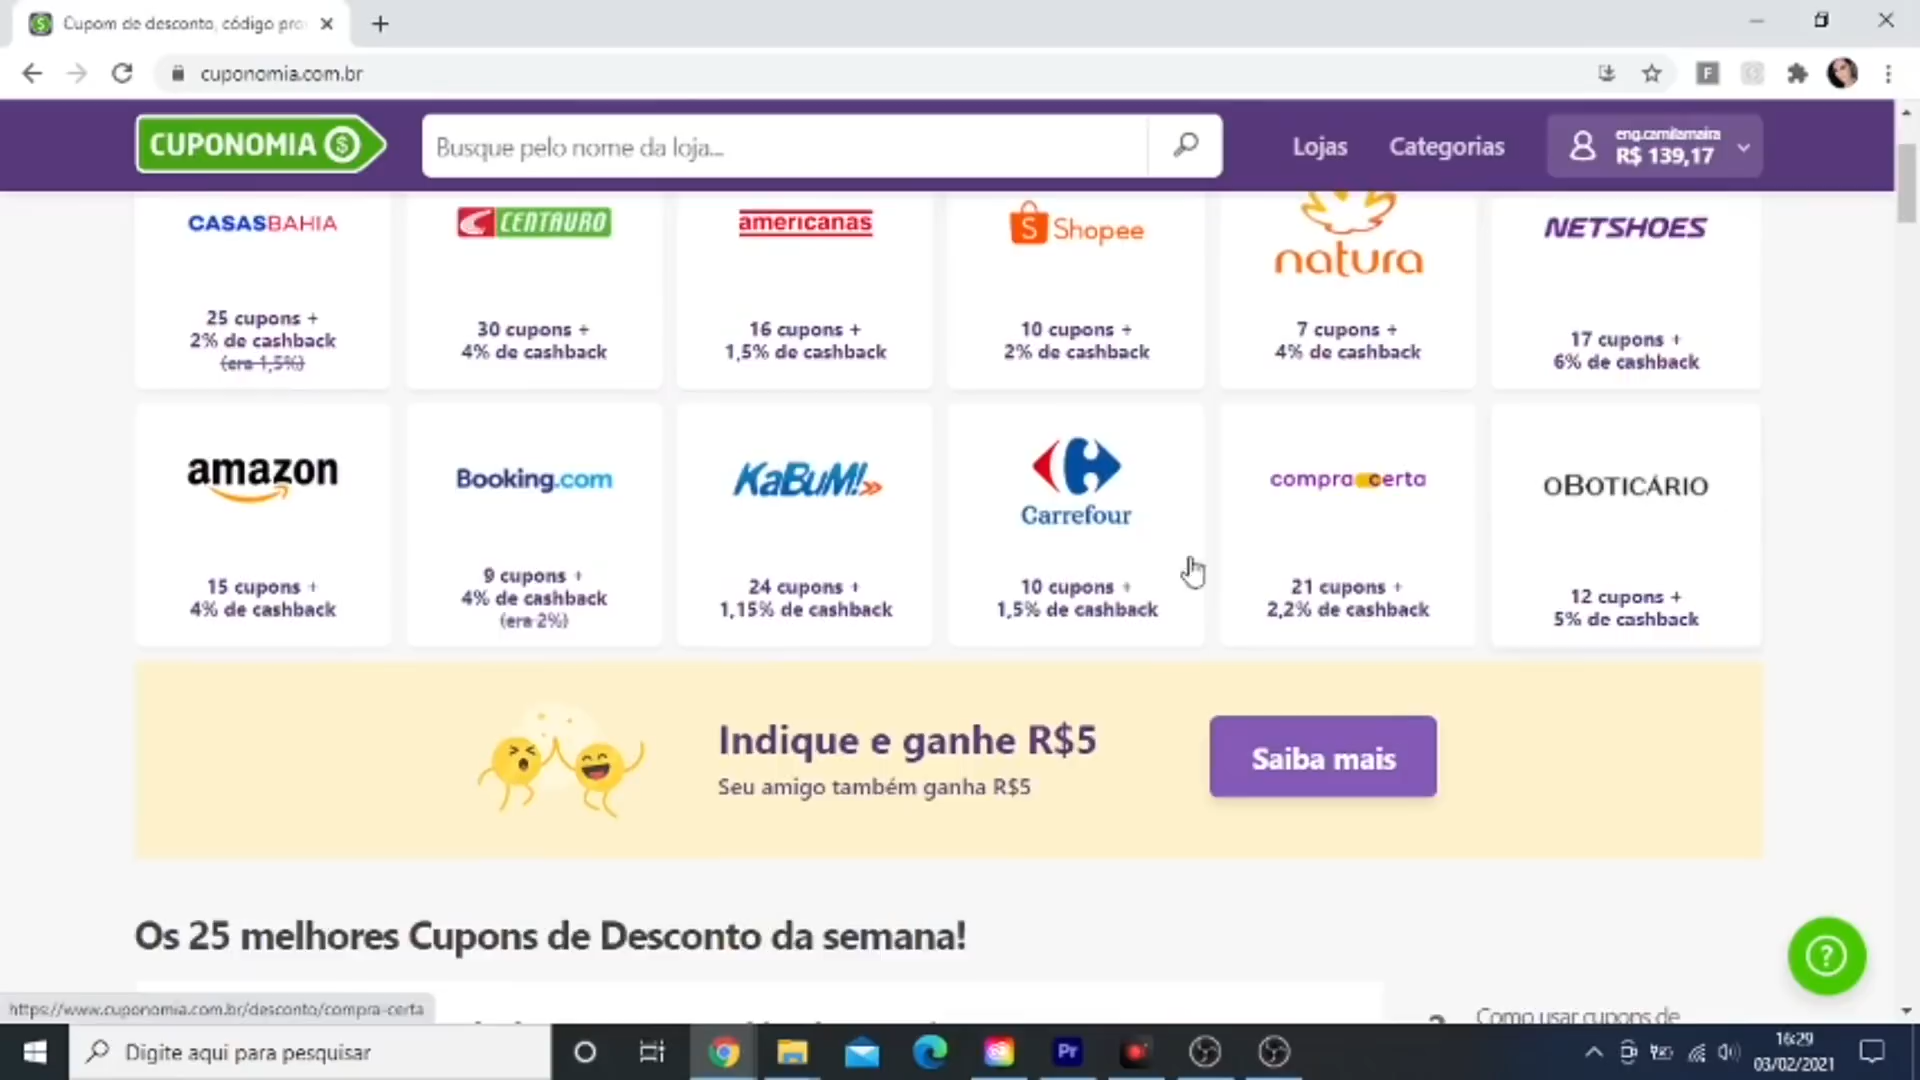 Cupom de desconto, código pro
cuponomia.com.br
CUPONOMIA
Busque pelo nome da loja...
Lojas
Categorias
eng.camilamaira
R$ 139,17
CASASBAHIA
CENTAURO
americanas
Shopee
natura
NETSHOES
25 cupons +
2% de cashback
(era 1,5%)
30 cupons +
4% de cashback
16 cupons +
1,5% de cashback
10 cupons +
2% de cashback
7 cupons +
4% de cashback
17 cupons +
6% de cashback
amazon
Booking.com
KaBuM!
Carrefour
compra certa
oBOTICÁRIO
15 cupons +
4% de cashback
9 cupons +
4% de cashback
(era 2%)
24 cupons +
1,15% de cashback
10 cupons +
1,5% de cashback
21 cupons +
2,2% de cashback
12 cupons +
5% de cashback
Indique e ganhe R$5
Seu amigo também ganha R$5
Saiba mais
Os 25 melhores Cupons de Desconto da semana!
Como usar cupons de
https://www.cuponomia.com.br/desconto/compra-certa
Digite aqui para pesquisar
Pr
16:29
03/02/2021